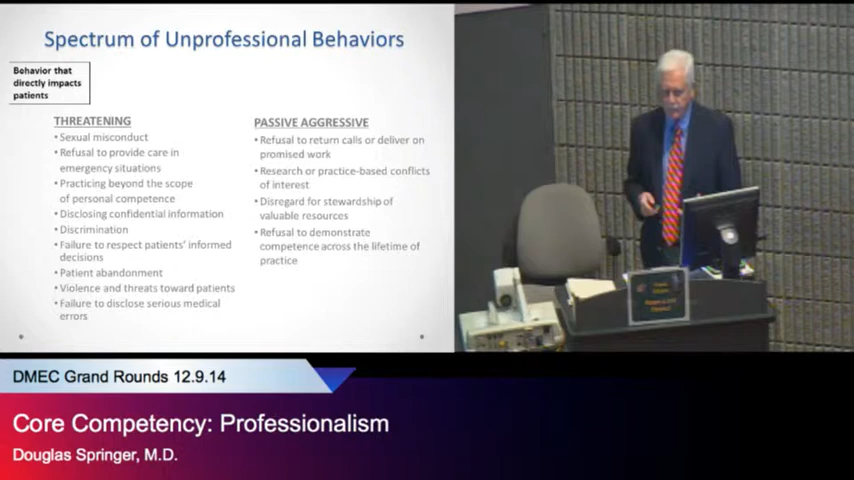 Spectrum of Unprofessional Behaviors
Behavior that
directly impacts
patients
THREATENING
• Sexual misconduct
• Refusal to provide care in
emergency situations
• Practicing beyond the scope
of personal competence
• Disclosing confidential information
• Discrimination
• Failure to respect patients' informed
decisions
• Patient abandonment
• Violence and threats toward patients
• Failure to disclose serious medical
errors
PASSIVE AGGRESSIVE
• Refusal to return calls or deliver on
promised work
• Research or practice-based conflicts
of interest
• Disregard for stewardship of
valuable resources
• Refusal to demonstrate
competence across the lifetime of
practice
DMEC Grand Rounds 12.9.14
Core Competency: Professionalism
Douglas Springer, M.D.